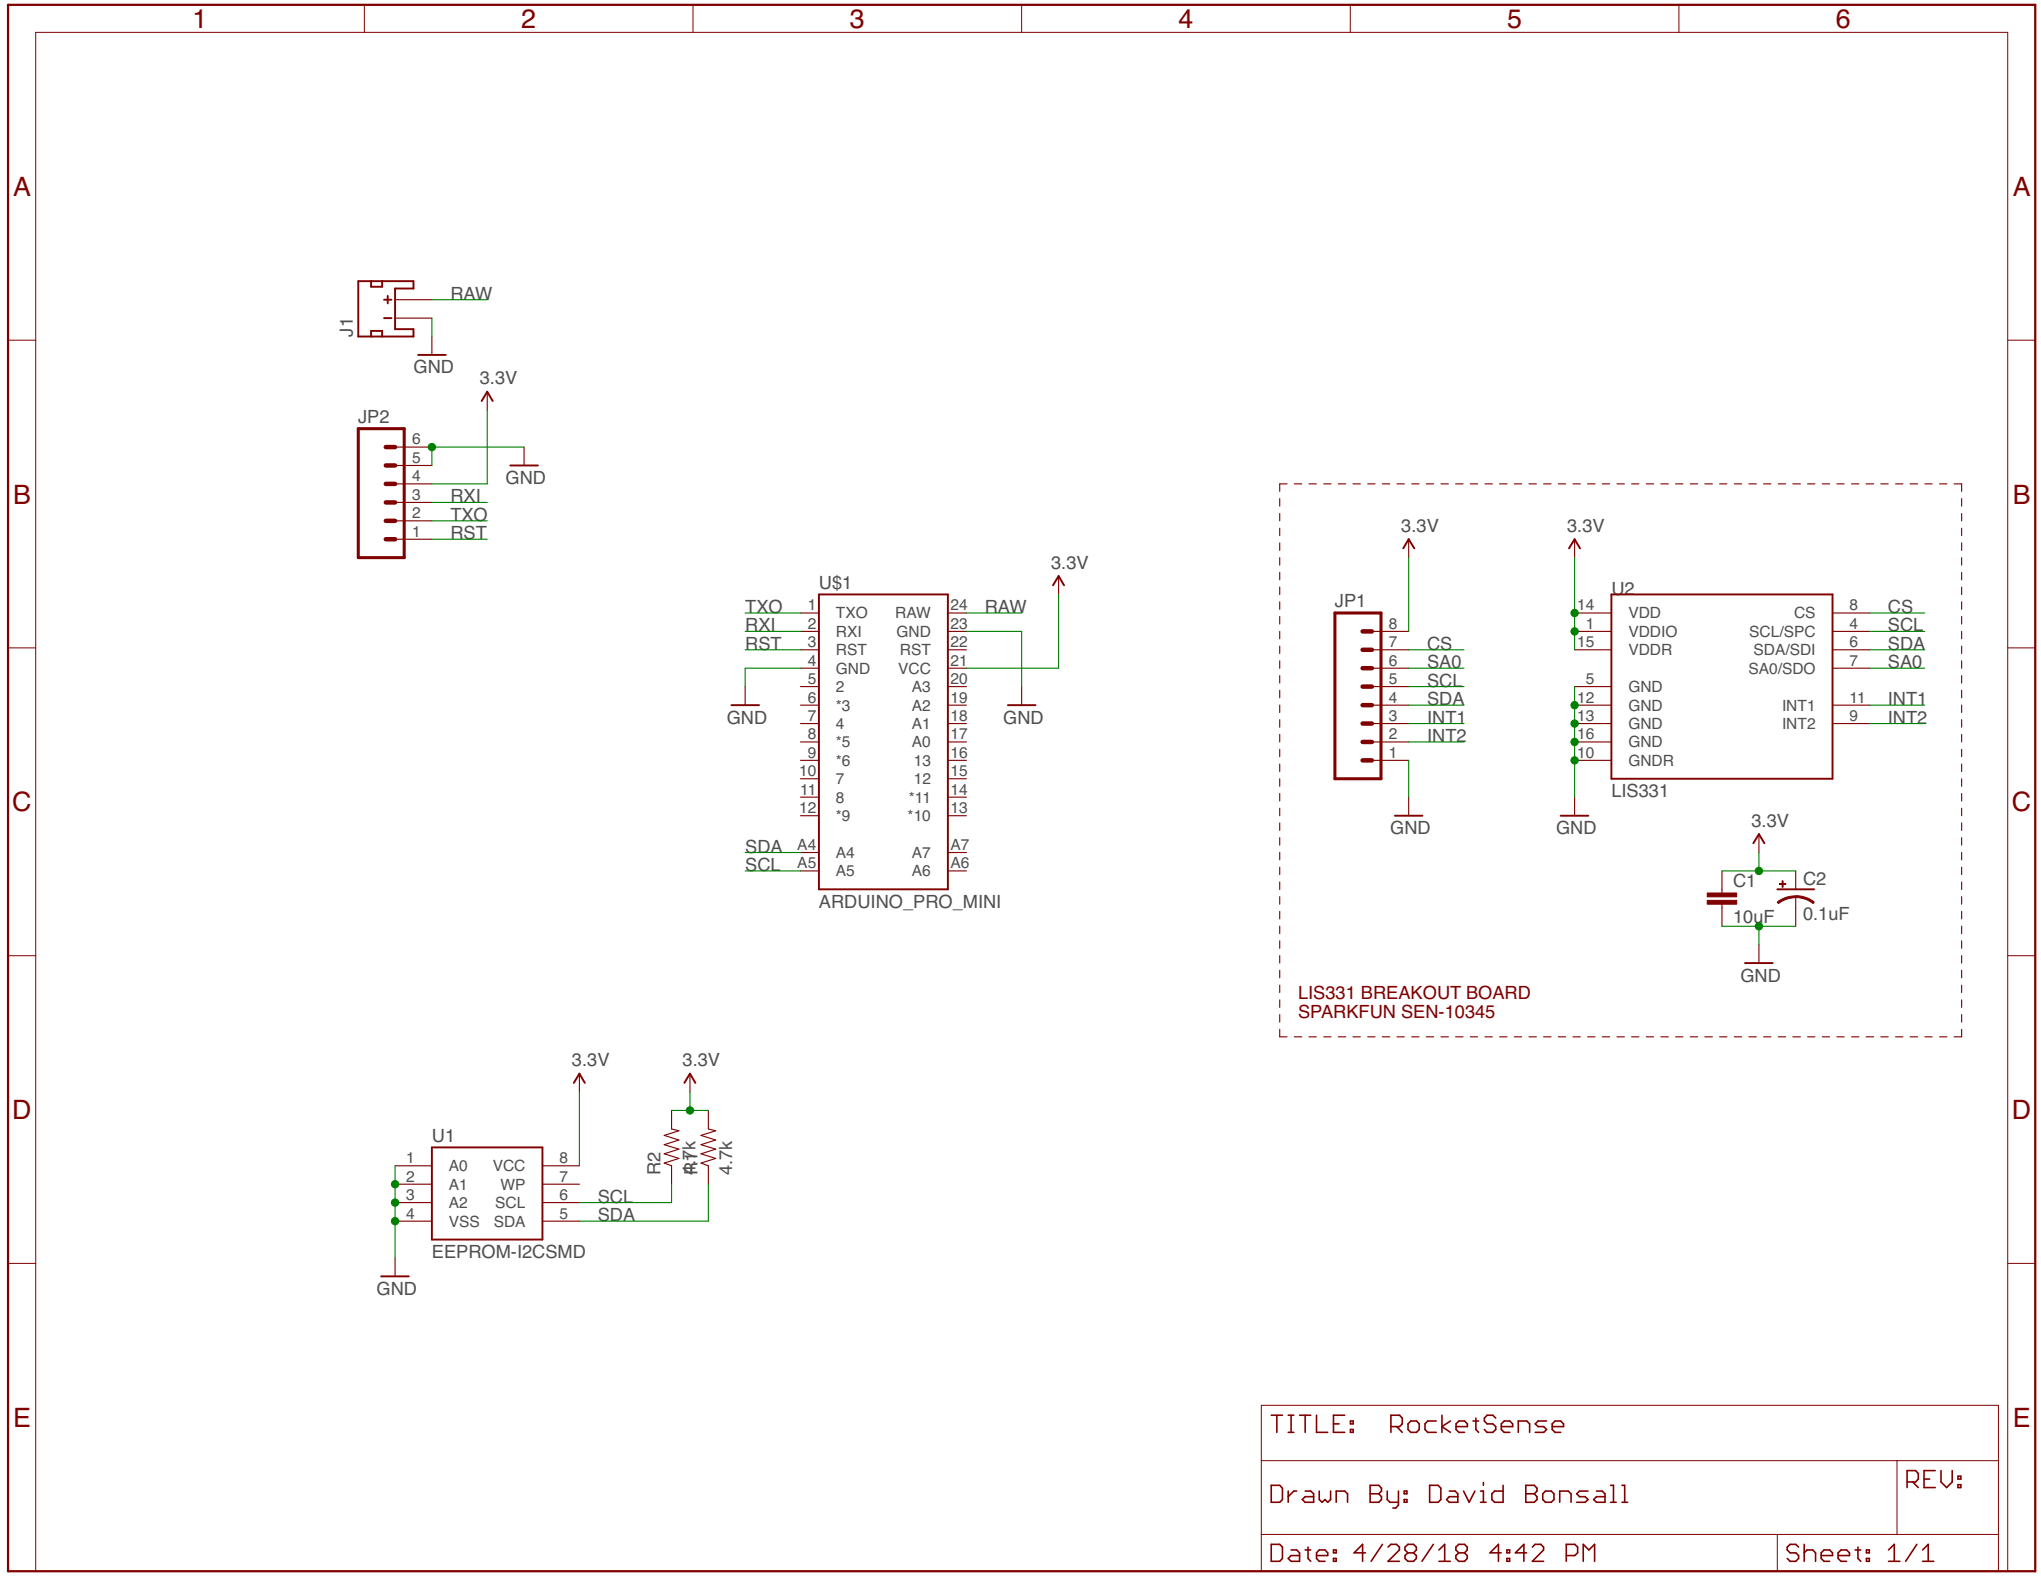 1 2 3 4 5 6
A A
B B
C C
D D
E E
J1
RAW
GND
3.3V
JP2
6
5
4
3 RXI
2 TXO
1 RST
GND
U$1
3.3V
TXO 1 TXO RAW 24 RAW
RXI 2 RXI GND 23
RST 3 RST RST 22
4 GND VCC 21
5 2 A3 20
6 *3 A2 19
7 4 A1 18
8 *5 A0 17
9 *6 13 16
10 7 12 15
11 8 *11 14
12 *9 *10 13
SDA A4 A4 A7 A7
SCL A5 A5 A6 A6
GND
GND
ARDUINO_PRO_MINI
3.3V
JP1
8
7 CS
6 SA0
5 SCL
4 SDA
3 INT1
2 INT2
1
GND
3.3V
U2
14 VDD CS 8 CS
1 VDDIO SCL/SPC 4 SCL
15 VDDR SDA/SDI 6 SDA
SA0/SDO 7 SA0
5 GND
12 GND INT1 11 INT1
13 GND INT2 9 INT2
16 GND
10 GNDR
LIS331
GND
3.3V
C1 + C2
10uF 0.1uF
GND
LIS331 BREAKOUT BOARD
SPARKFUN SEN-10345
3.3V 3.3V
U1
1 A0 VCC 8
2 A1 WP 7
3 A2 SCL 6 SCL
4 VSS SDA 5 SDA
EEPROM-I2CSMD
GND
R2 4.7k
R1 4.7k
TITLE: RocketSense
Drawn By: David Bonsall
REV:
Date: 4/28/18 4:42 PM
Sheet: 1/1